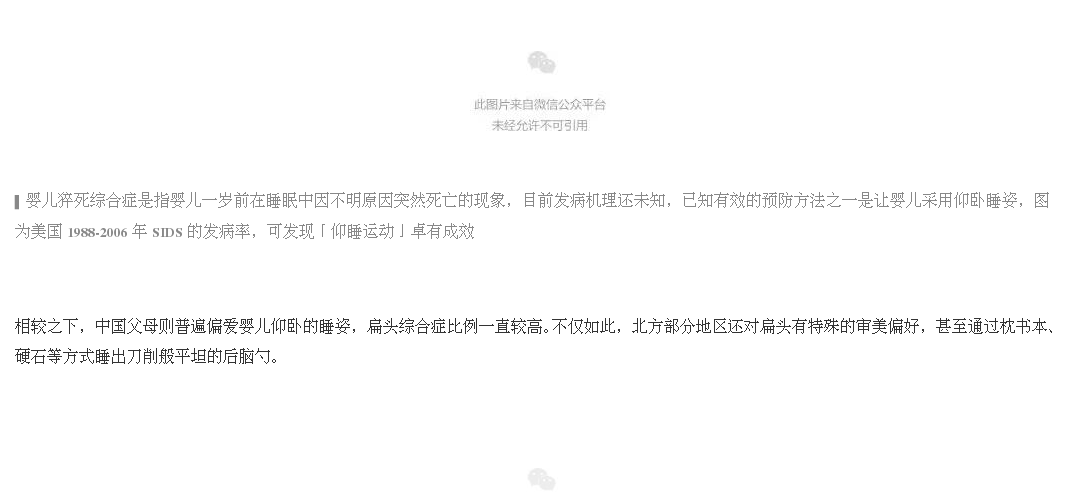 此图片来自微信公众平台
未经允许不可引用
婴儿猝死综合症是指婴儿一岁前在睡眠中因不明原因突然死亡的现象，目前发病机理还未知，已知有效的预防方法之一是让婴儿采用仰卧睡姿，图
为美国 1988-2006 年 SIDS 的发病率，可发现「仰睡运动」卓有成效
相较之下，中国父母则普遍偏爱婴儿仰卧的睡姿，扁头综合症比例一直较高。不仅如此，北方部分地区还对扁头有特殊的审美偏好，甚至通过枕书本、
硬石等方式睡出刀削般平坦的后脑勺。